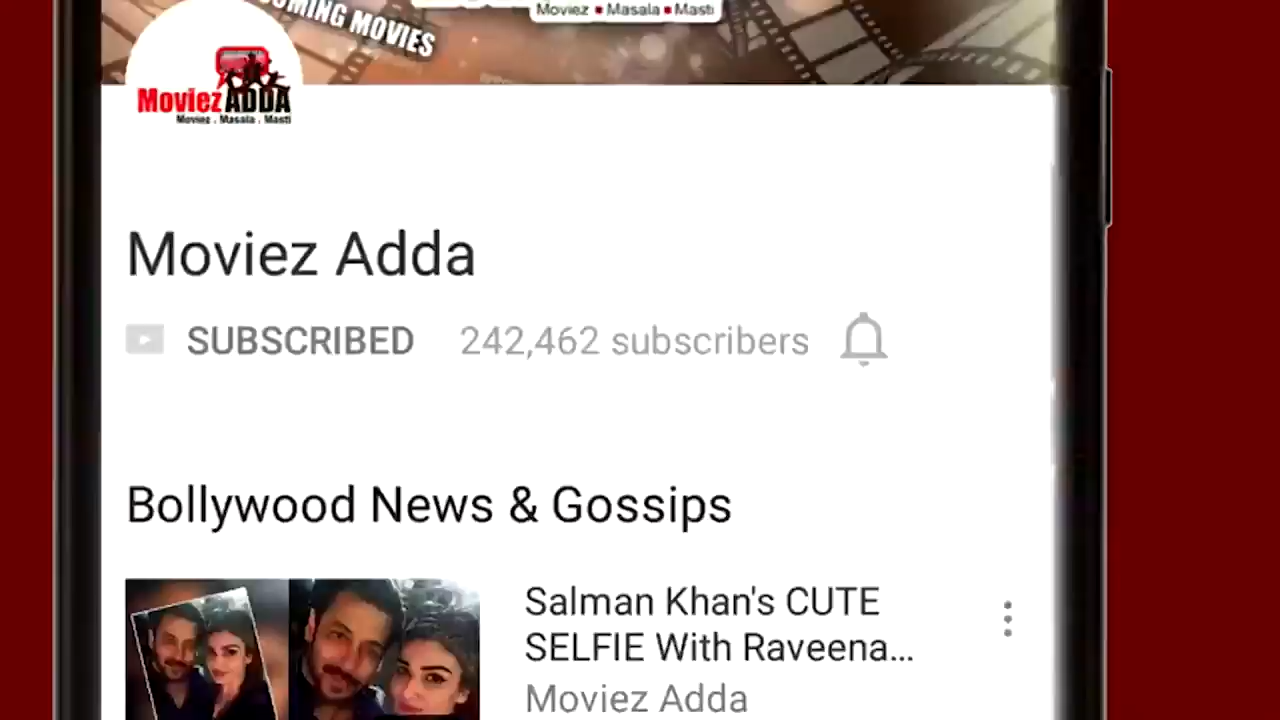 Moviez ▪ Masala ▪ Masti
OMING MOVIES
Moviez ADDA
Moviez . Masala . Masti
Moviez Adda
SUBSCRIBED 242,462 subscribers
Bollywood News & Gossips
Salman Khan's CUTE
SELFIE With Raveena...
Moviez Adda